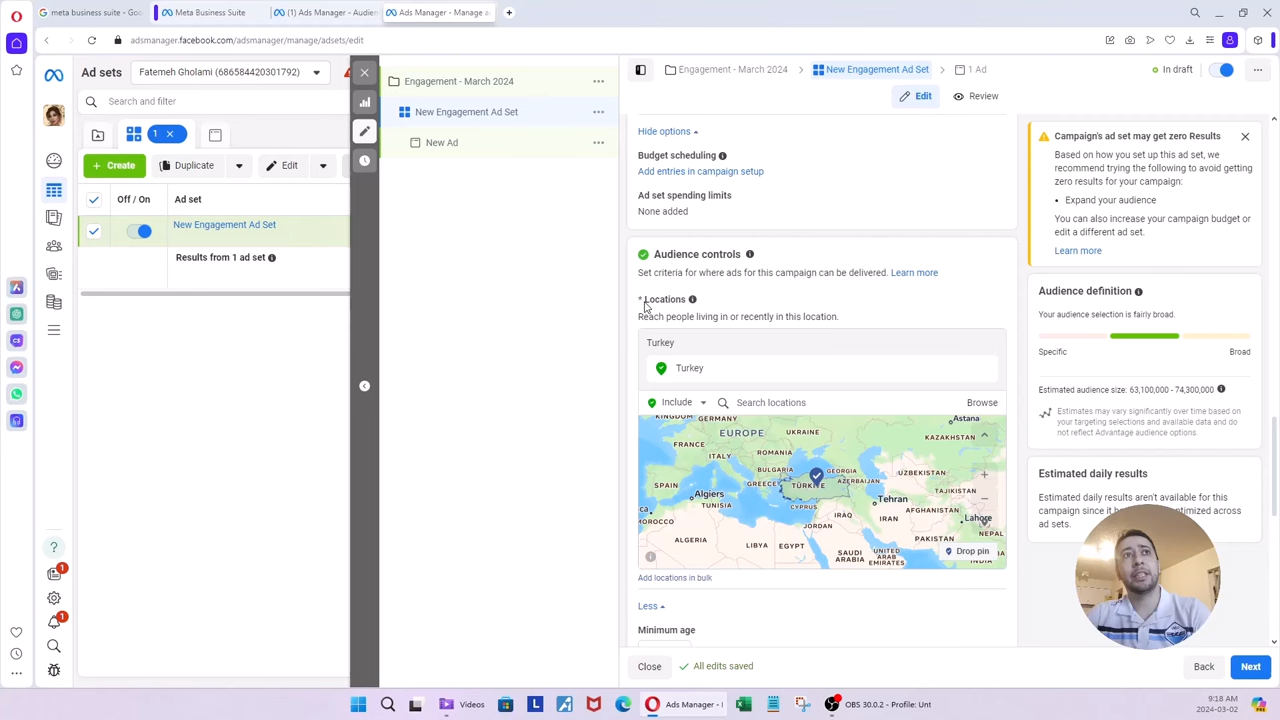 meta business suite - Goo
Meta Business Suite
(1) Ads Manager - Audien
Ads Manager - Manage a
adsmanager.facebook.com/adsmanager/manage/adsets/edit
Ad sets
Fatemeh Gholami (686584420301792)
Search and filter
1
Create
Duplicate
Edit
Off / On
Ad set
New Engagement Ad Set
Results from 1 ad set
Engagement - March 2024
New Engagement Ad Set
New Ad
Engagement - March 2024
New Engagement Ad Set
1 Ad
In draft
Edit
Review
Hide options
Budget scheduling
Add entries in campaign setup
Ad set spending limits
None added
Audience controls
Set criteria for where ads for this campaign can be delivered. Learn more
* Locations
Reach people living in or recently in this location.
Turkey
Turkey
Include
Search locations
Browse
KINGDOM
GERMANY
EUROPE
UKRAINE
Astana
FRANCE
KAZAKHSTAN
ITALY
ROMANIA
BULGARIA
GEORGIA
UZBEKISTAN
SPAIN
GREECE
TÜRKİYE
AZERBAIJAN
Algiers
TUNISIA
CYPRUS
Tehran
TAJIKISTAN
MOROCCO
IRAQ
AFGHANISTAN
Lahore
JORDAN
IRAN
NEPAL
ALGERIA
LIBYA
EGYPT
PAKISTAN
SAUDI
ARABIA
UNITED
ARAB
EMIRATES
Drop pin
Add locations in bulk
Less
Minimum age
Close
All edits saved
Back
Next
Campaign's ad set may get zero Results
Based on how you set up this ad set, we
recommend trying the following to avoid getting
zero results for your campaign:
• Expand your audience
You can also increase your campaign budget or
edit a different ad set.
Learn more
Audience definition
Your audience selection is fairly broad.
Specific
Broad
Estimated audience size: 63,100,000 - 74,300,000
Estimates may vary significantly over time based on
your targeting selections and available data and do
not reflect Advantage audience options.
Estimated daily results
Estimated daily results aren't available for this
campaign since it
across
ad sets.
1
1
Videos
Ads Manager - I
OBS 30.0.2 - Profile: Unt
9:18 AM
2024-03-02